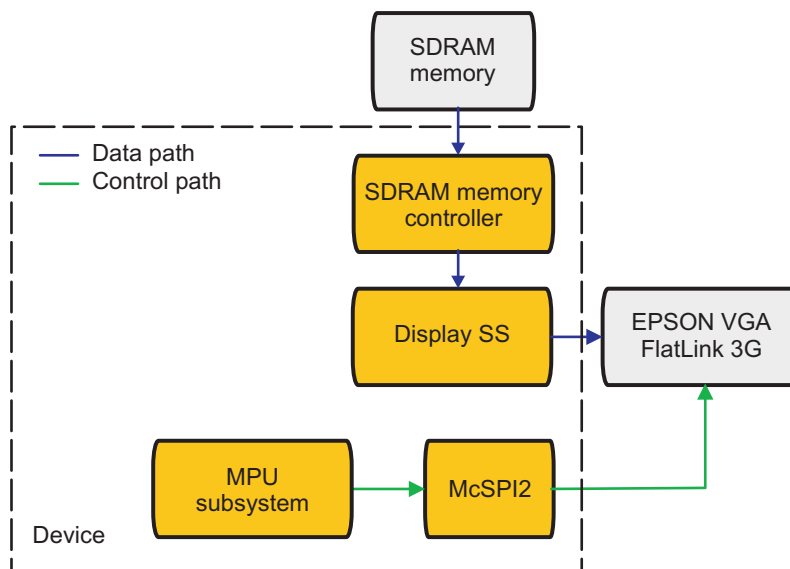 SDRAM
memory
Data path
Control path
SDRAM memory
controller
Display SS
EPSON VGA
FlatLink 3G
MPU
subsystem
McSPI2
Device